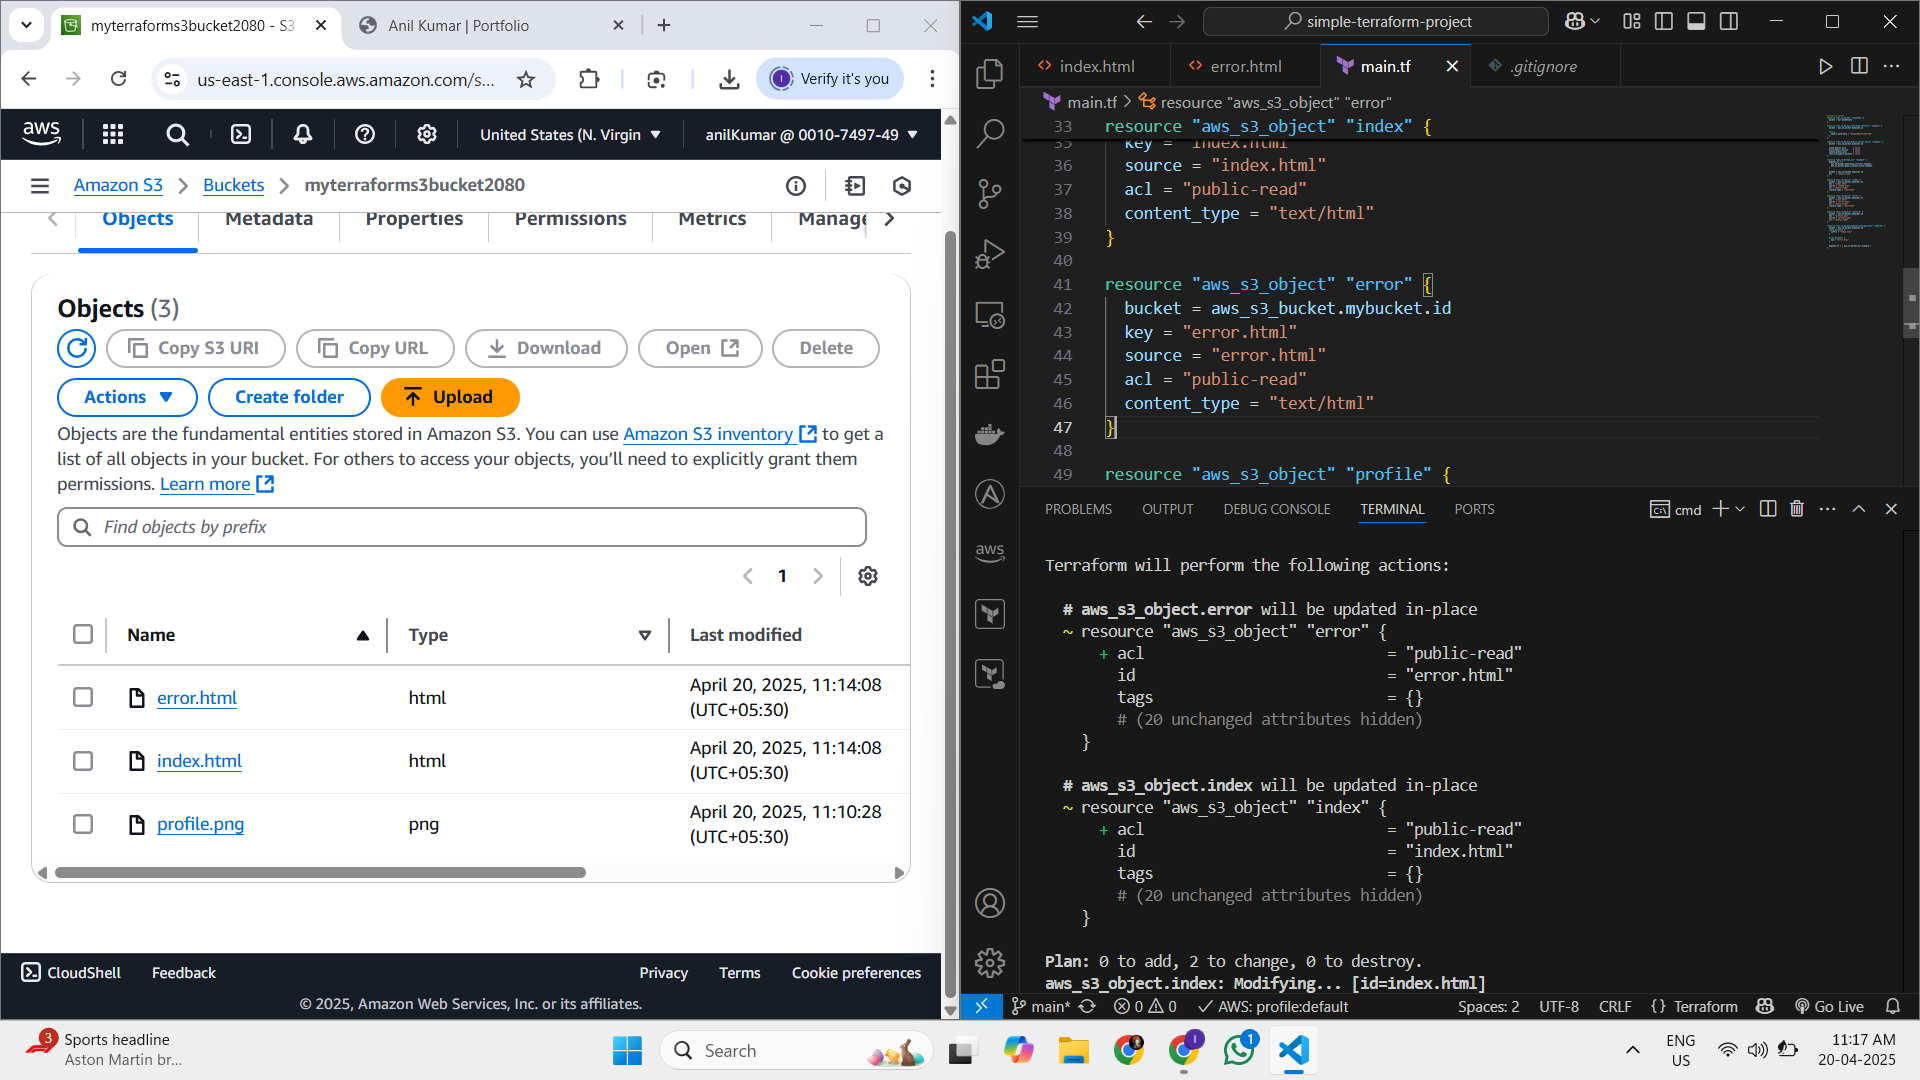 myterraforms3bucket2080 - S3
Anil Kumar | Portfolio
us-east-1.console.aws.amazon.com/s...
Verify it's you
aws
United States (N. Virgin
anilKumar @ 0010-7497-49
Amazon S3
Buckets
myterraforms3bucket2080
Objects
Metadata
Properties
Permissions
Metrics
Manage
Objects (3)
Copy S3 URI
Copy URL
Download
Open
Delete
Actions
Create folder
Upload
Objects are the fundamental entities stored in Amazon S3. You can use Amazon S3 inventory to get a
list of all objects in your bucket. For others to access your objects, you'll need to explicitly grant them
permissions. Learn more
Find objects by prefix
1
Name
Type
Last modified
error.html
html
April 20, 2025, 11:14:08
(UTC+05:30)
index.html
html
April 20, 2025, 11:14:08
(UTC+05:30)
profile.png
png
April 20, 2025, 11:10:28
(UTC+05:30)
CloudShell
Feedback
Privacy
Terms
Cookie preferences
© 2025, Amazon Web Services, Inc. or its affiliates.
simple-terraform-project
index.html
error.html
main.tf
.gitignore
main.tf > resource "aws_s3_object" "error"
33 resource "aws_s3_object" "index" {
35 key = "index.html"
36 source = "index.html"
37 acl = "public-read"
38 content_type = "text/html"
39 }
40
41 resource "aws_s3_object" "error" {
42 bucket = aws_s3_bucket.mybucket.id
43 key = "error.html"
44 source = "error.html"
45 acl = "public-read"
46 content_type = "text/html"
47 }
48
49 resource "aws_s3_object" "profile" {
PROBLEMS
OUTPUT
DEBUG CONSOLE
TERMINAL
PORTS
cmd
aws
Terraform will perform the following actions:
# aws_s3_object.error will be updated in-place
~ resource "aws_s3_object" "error" {
+ acl = "public-read"
id = "error.html"
tags = {}
# (20 unchanged attributes hidden)
}
# aws_s3_object.index will be updated in-place
~ resource "aws_s3_object" "index" {
+ acl = "public-read"
id = "index.html"
tags = {}
# (20 unchanged attributes hidden)
}
Plan: 0 to add, 2 to change, 0 to destroy.
aws_s3_object.index: Modifying... [id=index.html]
main*
0
0
AWS: profile:default
Spaces: 2
UTF-8
CRLF
{ } Terraform
Go Live
3
Sports headline
Aston Martin br...
Search
I
1
ENG
US
11:17 AM
20-04-2025